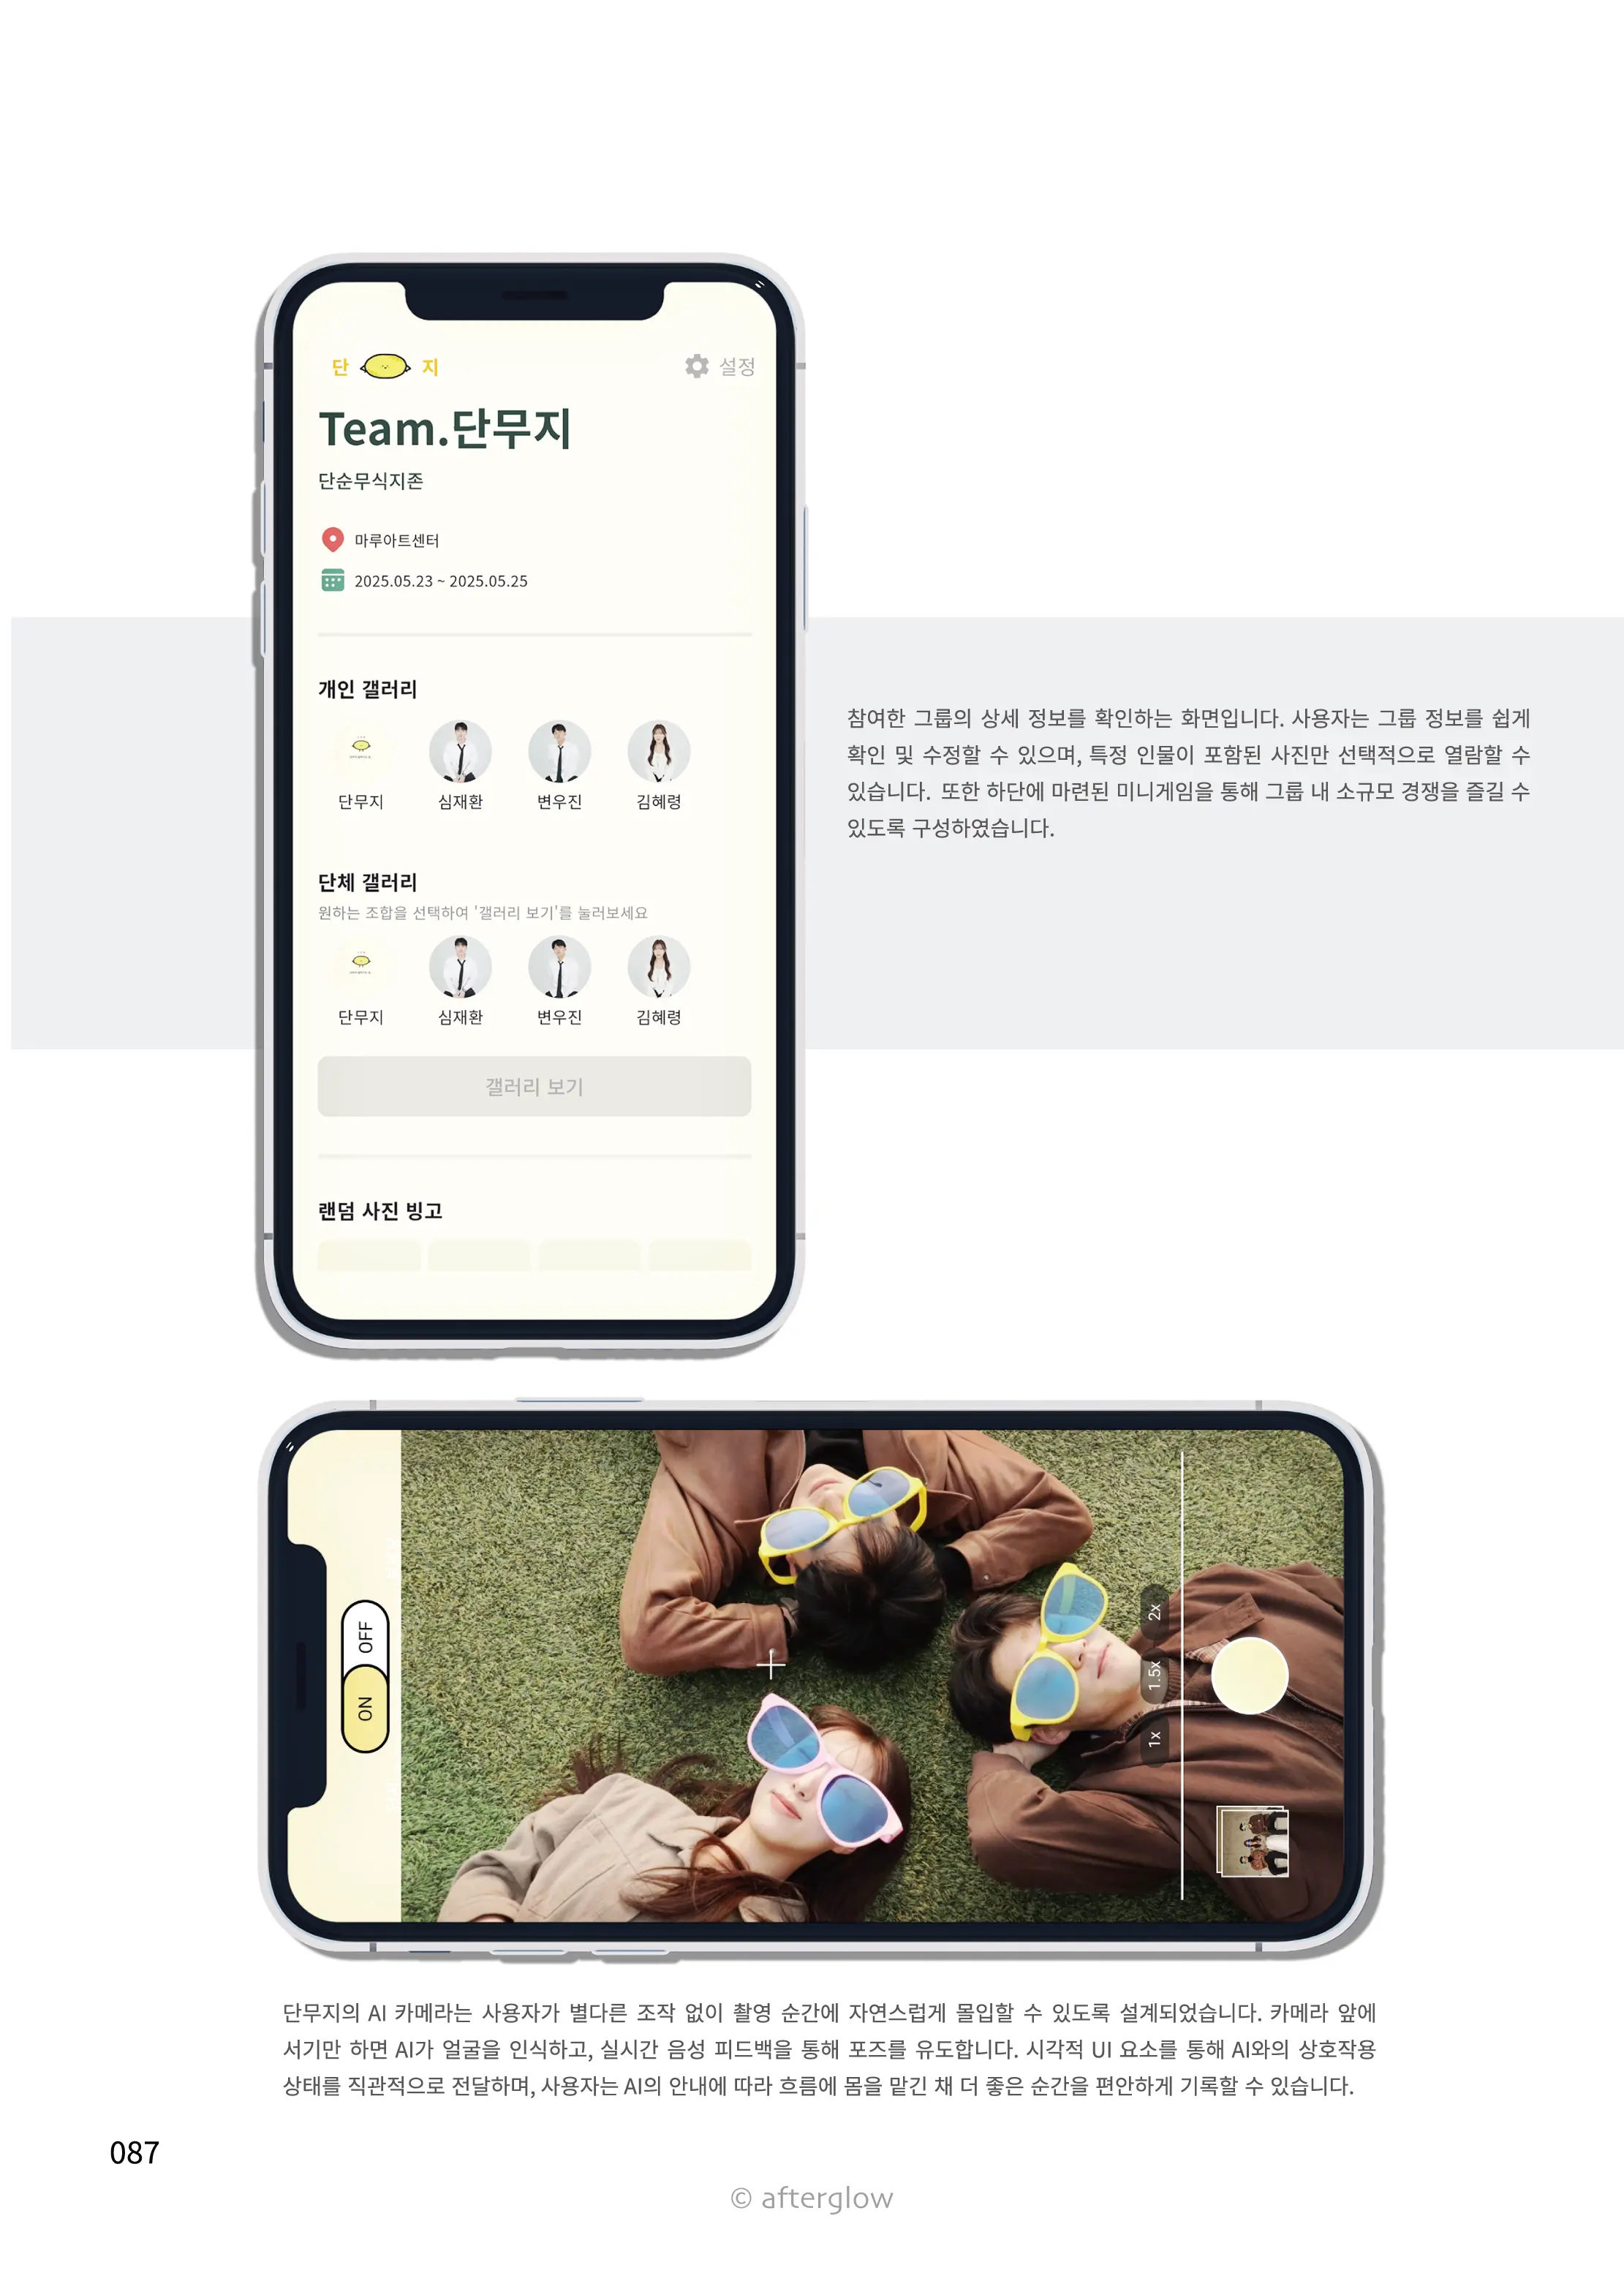 단 지
설정
Team.단무지
단순무식지존
마루아트센터
2025.05.23 ~ 2025.05.25
개인 갤러리
단무지 심재환 변우진 김혜령
단체 갤러리
원하는 조합을 선택하여 '갤러리 보기'를 눌러보세요
단무지 심재환 변우진 김혜령
갤러리 보기
랜덤 사진 빙고
참여한 그룹의 상세 정보를 확인하는 화면입니다. 사용자는 그룹 정보를 쉽게
확인 및 수정할 수 있으며, 특정 인물이 포함된 사진만 선택적으로 열람할 수
있습니다. 또한 하단에 마련된 미니게임을 통해 그룹 내 소규모 경쟁을 즐길 수
있도록 구성하였습니다.
ON OFF
1x 1.5x 2x
단무지의 AI 카메라는 사용자가 별다른 조작 없이 촬영 순간에 자연스럽게 몰입할 수 있도록 설계되었습니다. 카메라 앞에
서기만 하면 AI가 얼굴을 인식하고, 실시간 음성 피드백을 통해 포즈를 유도합니다. 시각적 UI 요소를 통해 AI와의 상호작용
상태를 직관적으로 전달하며, 사용자는 AI의 안내에 따라 흐름에 몸을 맡긴 채 더 좋은 순간을 편안하게 기록할 수 있습니다.
087
© afterglow